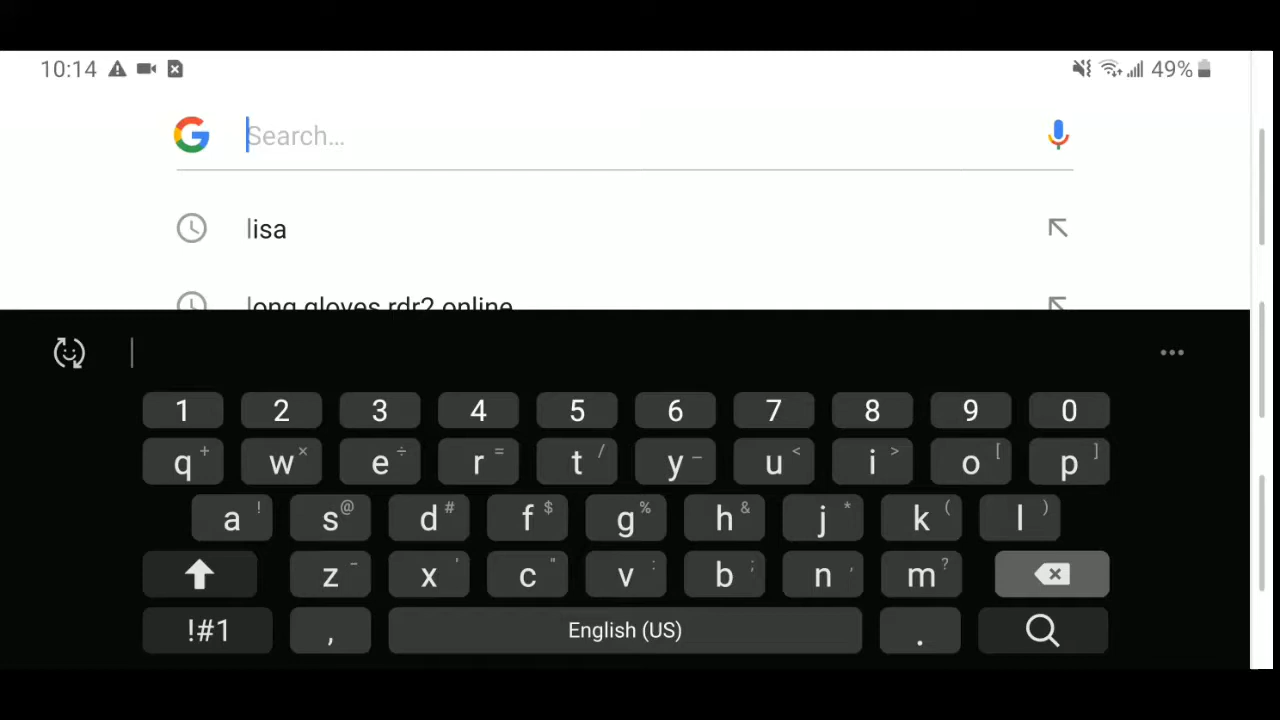 10:14 49%
Search...
lisa
long gloves rdr2 online
1 2 3 4 5 6 7 8 9 0
q + w × e ÷ r = t / y _ u < i > o [ p ]
a ! s @ d # f $ g % h & j * k ( l )
z - x ' c " v : b ; n , m ?
!#1 , English (US) .